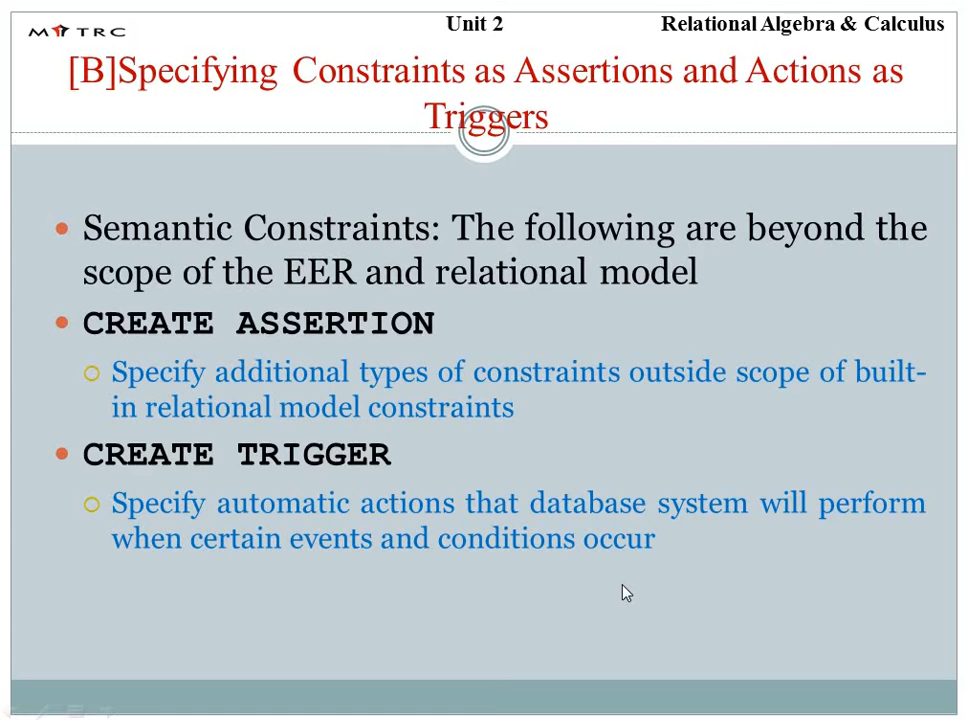 MYTRC
Unit 2
Relational Algebra & Calculus
[B]Specifying Constraints as Assertions and Actions as
Triggers
Semantic Constraints: The following are beyond the
scope of the EER and relational model
CREATE ASSERTION
Specify additional types of constraints outside scope of built-
in relational model constraints
CREATE TRIGGER
Specify automatic actions that database system will perform
when certain events and conditions occur